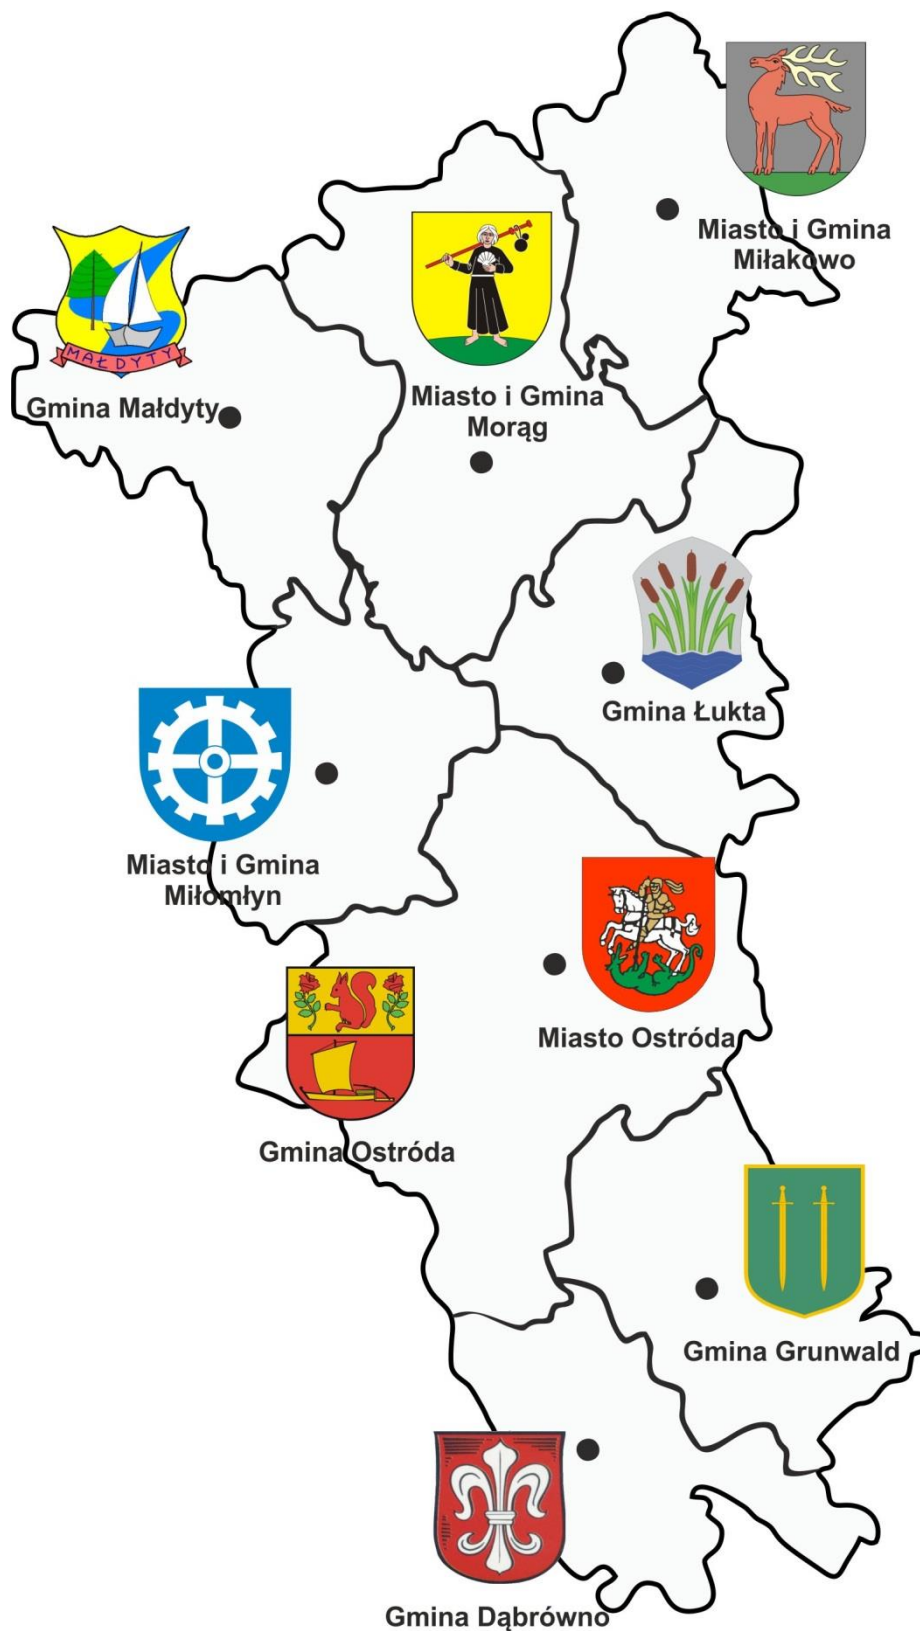 Miasto i Gmina
Miłakowo
MAŁDYTY
Gmina Małdyty
Miasto i Gmina
Morąg
Gmina Łukta
Miasto i Gmina
Miłomłyn
Miasto Ostróda
Gmina Ostróda
Gmina Grunwald
Gmina Dąbrówno